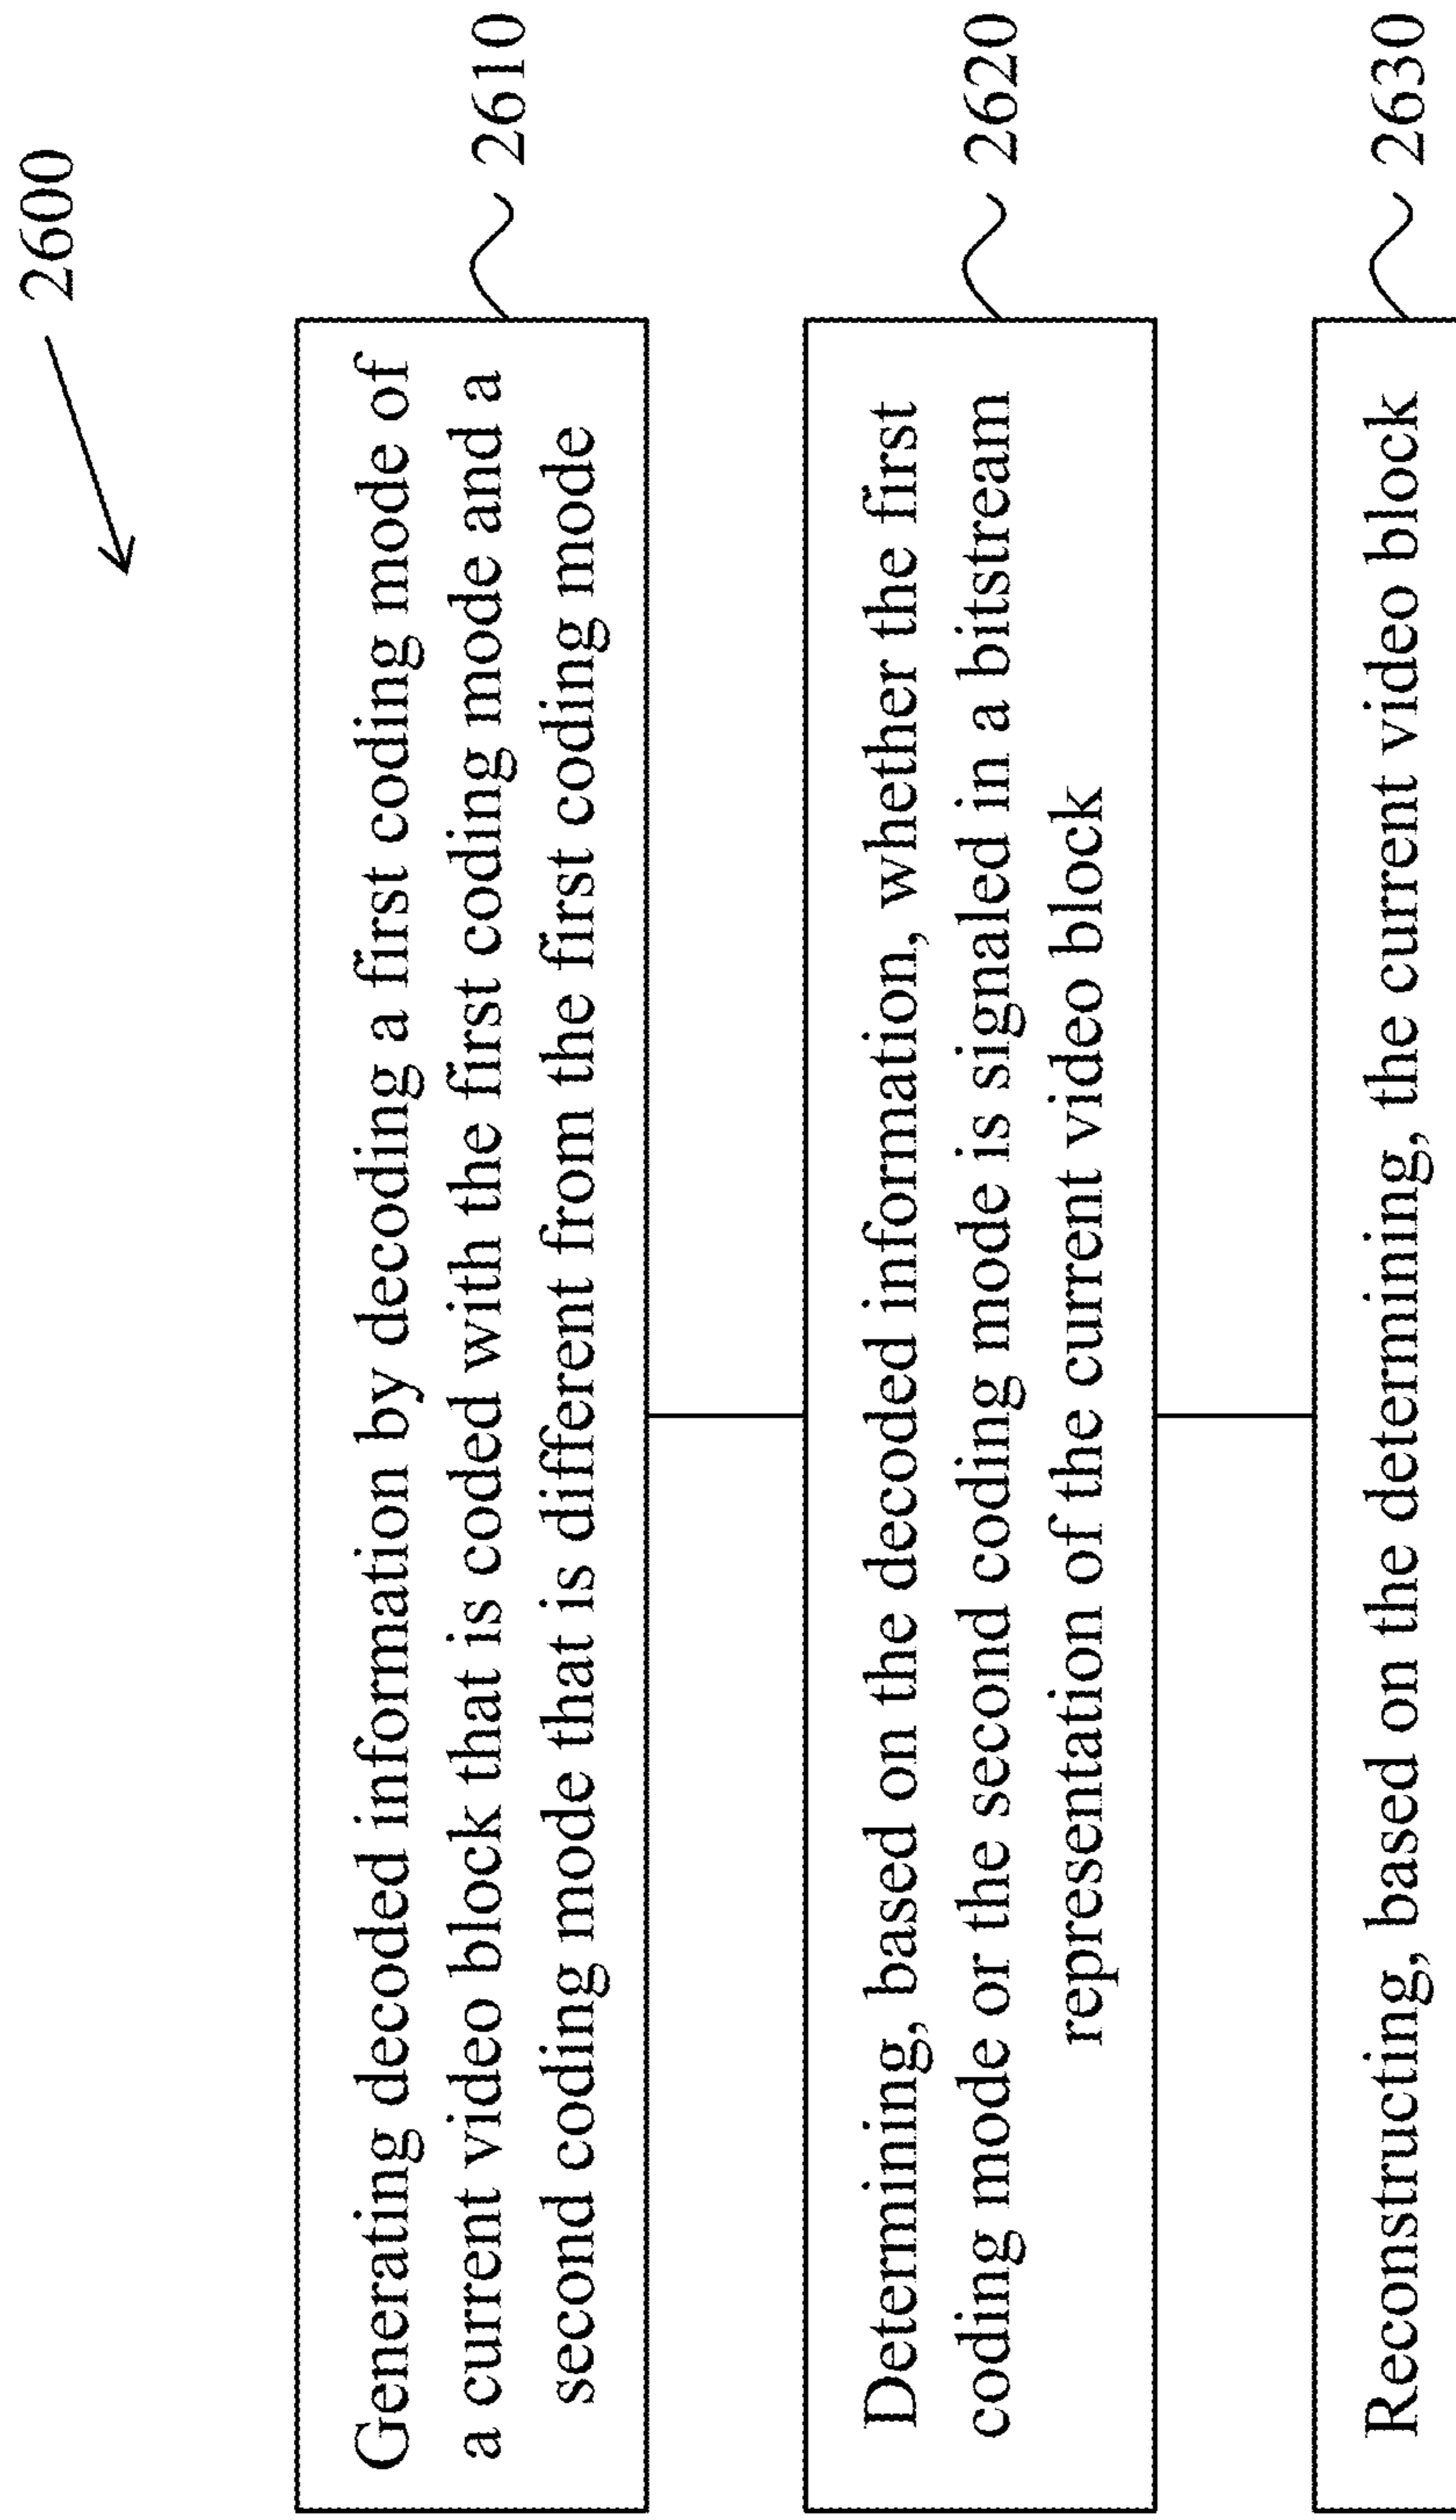 2600
Generating decoded information by decoding a first coding mode of
a current video block that is coded with the first coding mode and a
second coding mode that is different from the first coding mode
2610
Determining, based on the decoded information, whether the first
coding mode or the second coding mode is signaled in a bitstream
representation of the current video block
2620
Reconstructing, based on the determining, the current video block
2630